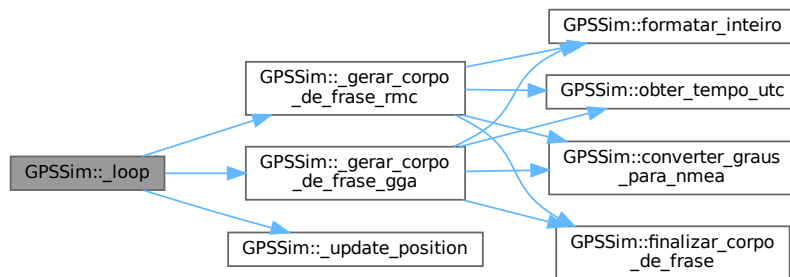 GPSSim::_loop
GPSSim::_gerar_corpo
_de_frase_rmc
GPSSim::_gerar_corpo
_de_frase_gga
GPSSim::_update_position
GPSSim::formatar_inteiro
GPSSim::obter_tempo_utc
GPSSim::converter_graus
_para_nmea
GPSSim::finalizar_corpo
_de_frase